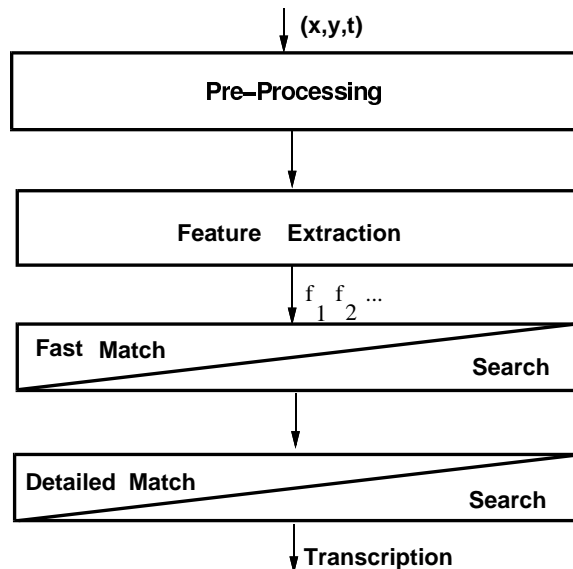 (x,y,t)
Pre-Processing
Feature Extraction
f1 f2 ...
Fast Match
Search
Detailed Match
Search
Transcription